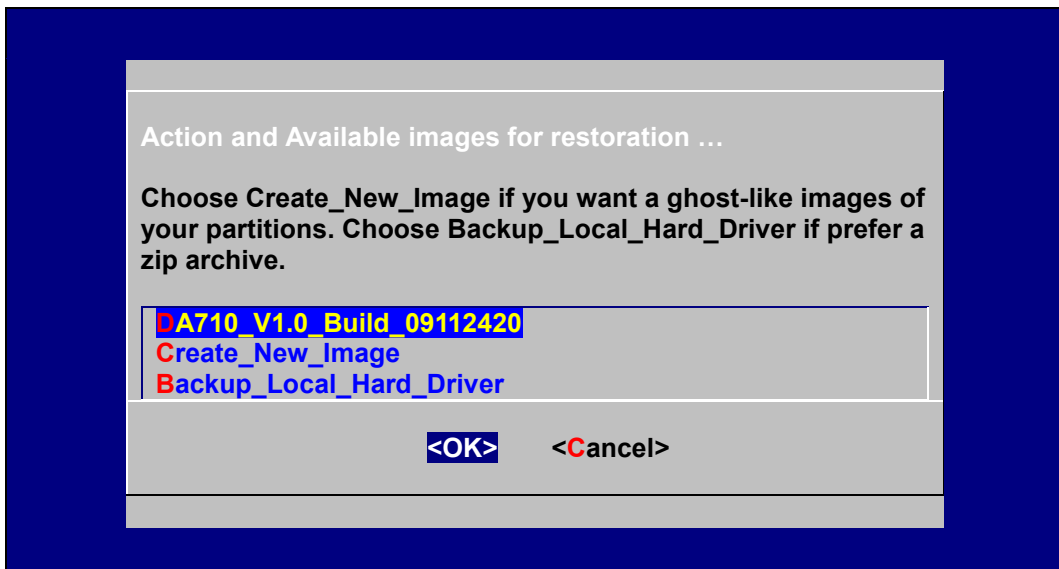 Action and Available images for restoration …
Choose Create_New_Image if you want a ghost-like images of
your partitions. Choose Backup_Local_Hard_Driver if prefer a
zip archive.
DA710_V1.0_Build_09112420
Create_New_Image
Backup_Local_Hard_Driver
<OK> <Cancel>